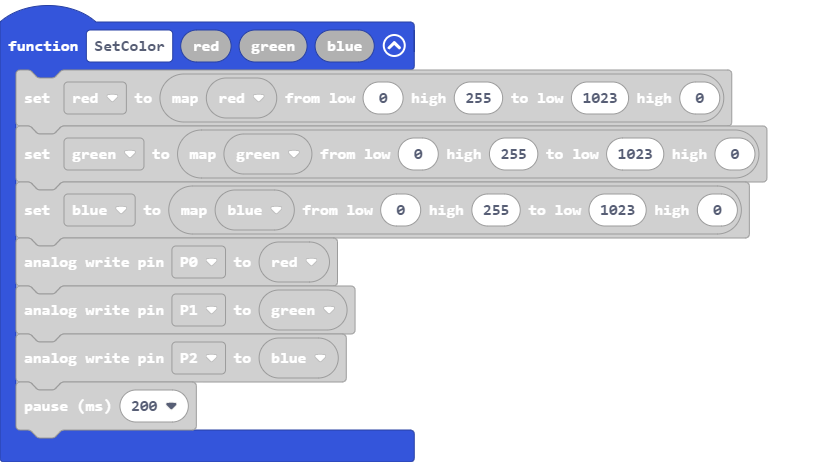 function SetColor red green blue
set red to map red from low 0 high 255 to low 1023 high 0
set green to map green from low 0 high 255 to low 1023 high 0
set blue to map blue from low 0 high 255 to low 1023 high 0
analog write pin P0 to red
analog write pin P1 to green
analog write pin P2 to blue
pause (ms) 200